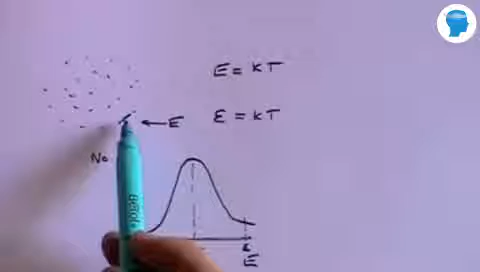 E = kT
← E
E = kT
No.
E